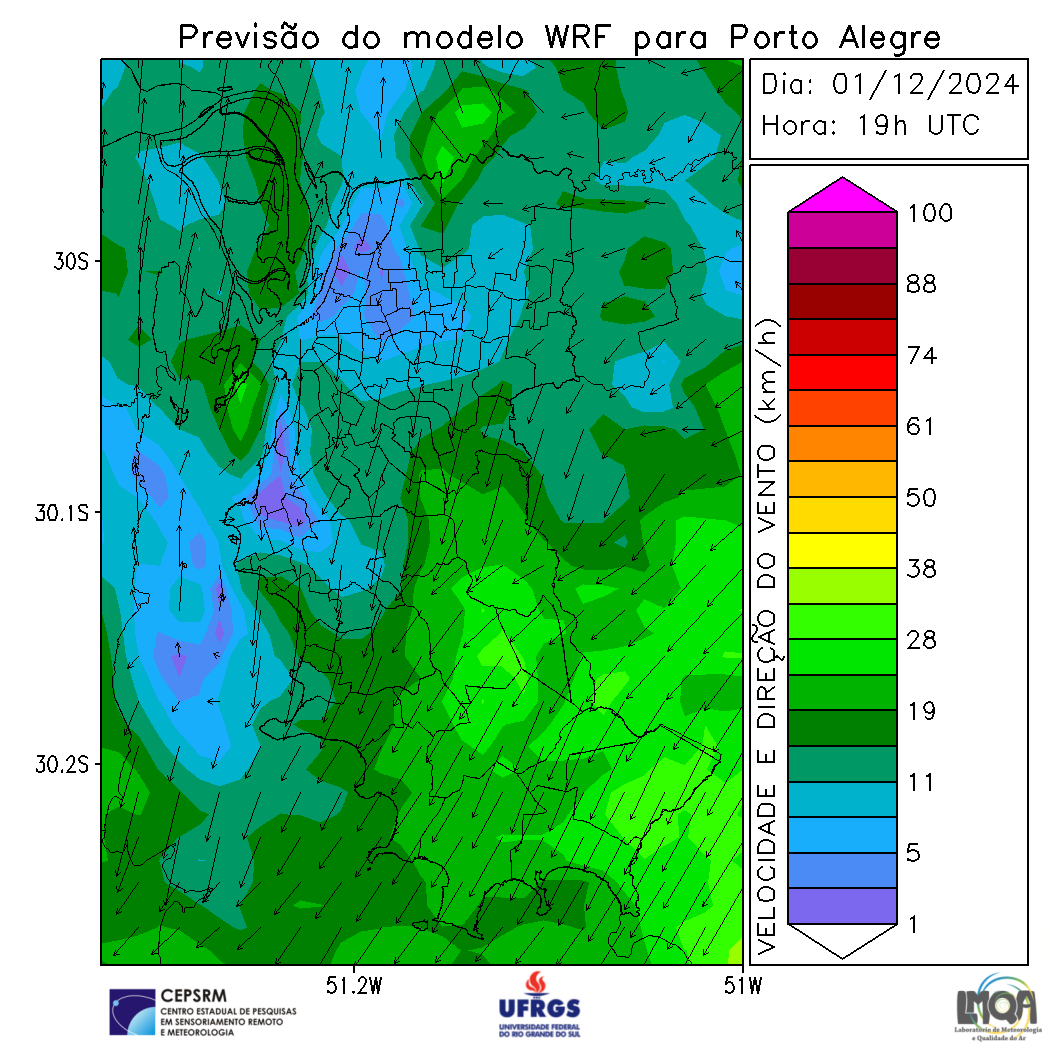 Previsão do modelo WRF para Porto Alegre
Dia: 01/12/2024
Hora: 19h UTC
30S
30.1S
30.2S
51.2W
51W
VELOCIDADE E DIREÇÃO DO VENTO (km/h)
100
88
74
61
50
38
28
19
11
5
1
CEPSRM
CENTRO ESTADUAL DE PESQUISAS
EM SENSORIAMENTO REMOTO
E METEOROLOGIA
UFRGS
UNIVERSIDADE FEDERAL
DO RIO GRANDE DO SUL
LMQA
Laboratório de Meteorologia
e Qualidade do Ar